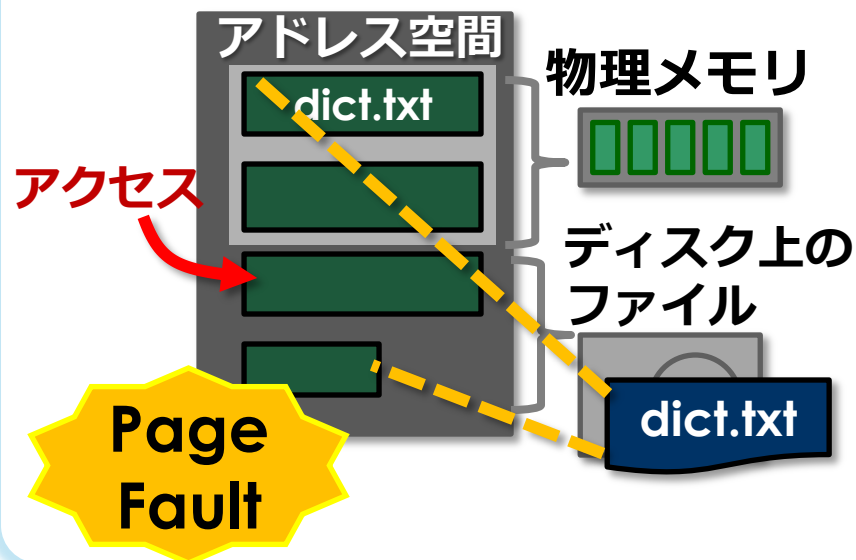 アドレス空間
dict.txt
物理メモリ
アクセス
ディスク上の
ファイル
dict.txt
Page
Fault